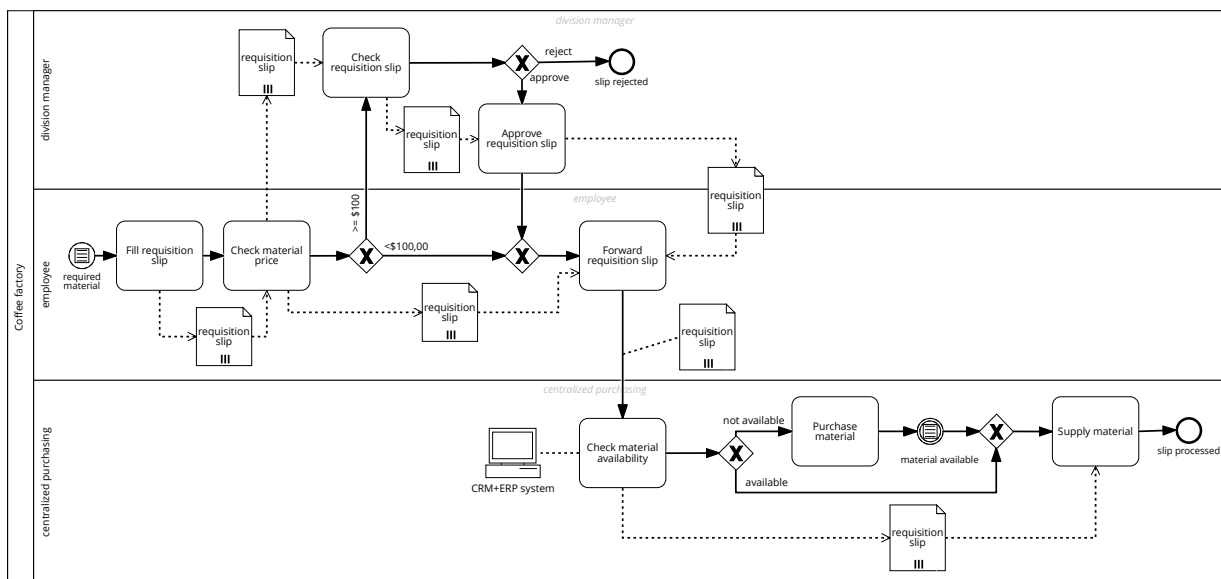 Coffee factory
division manager
division manager
requisition
slip
Check
requisition slip
reject
approve
slip rejected
requisition
slip
Approve
requisition slip
requisition
slip
employee
employee
required
material
Fill requisition
slip
Check material
price
>= $100
<$100,00
Forward
requisition slip
requisition
slip
requisition
slip
requisition
slip
centralized purchasing
centralized purchasing
CRM+ERP system
Check material
availability
not available
available
Purchase
material
material available
Supply material
slip processed
requisition
slip